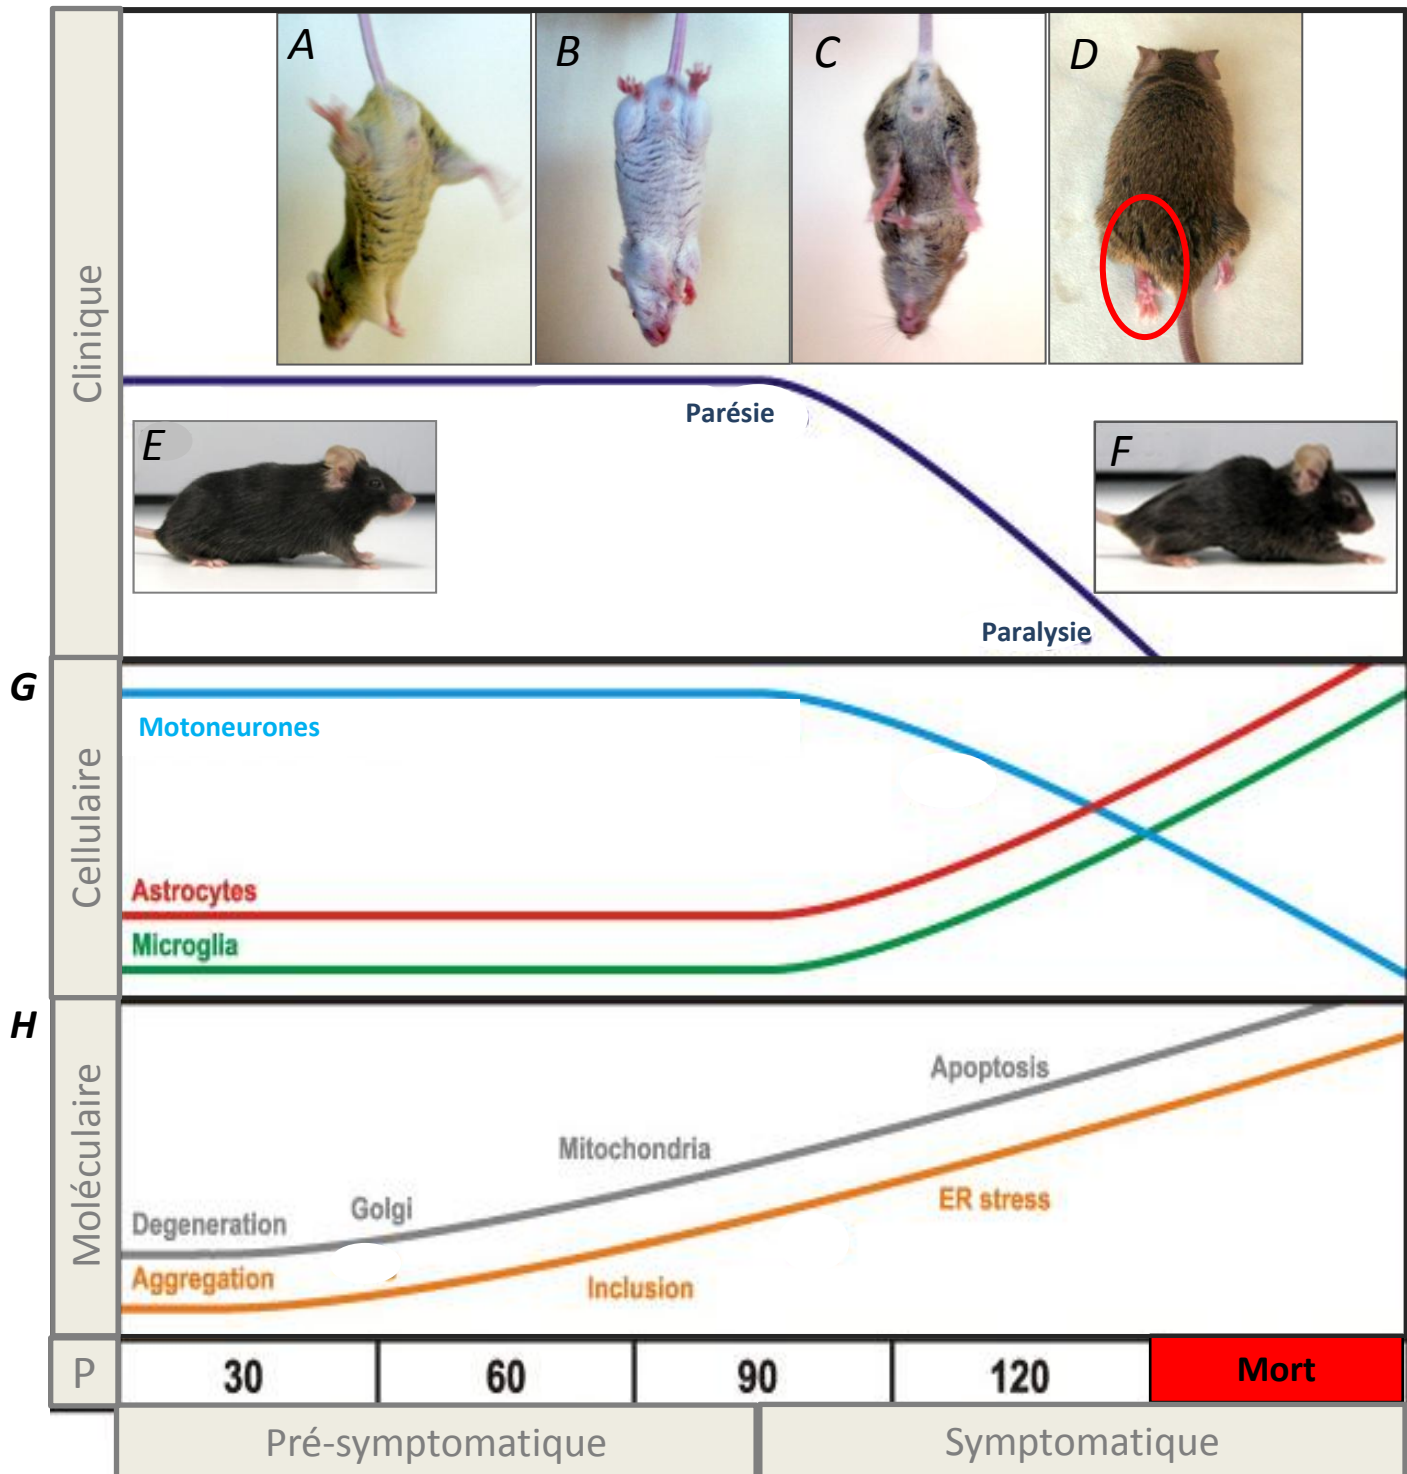 A
B
C
D
Clinique
Parésie
E
F
Paralysie
G
Motoneurones
Cellulaire
Astrocytes
Microglia
H
Moléculaire
Apoptosis
Mitochondria
ER stress
Golgi
Degeneration
Aggregation
Inclusion
P
30
60
90
120
Mort
Pré-symptomatique
Symptomatique